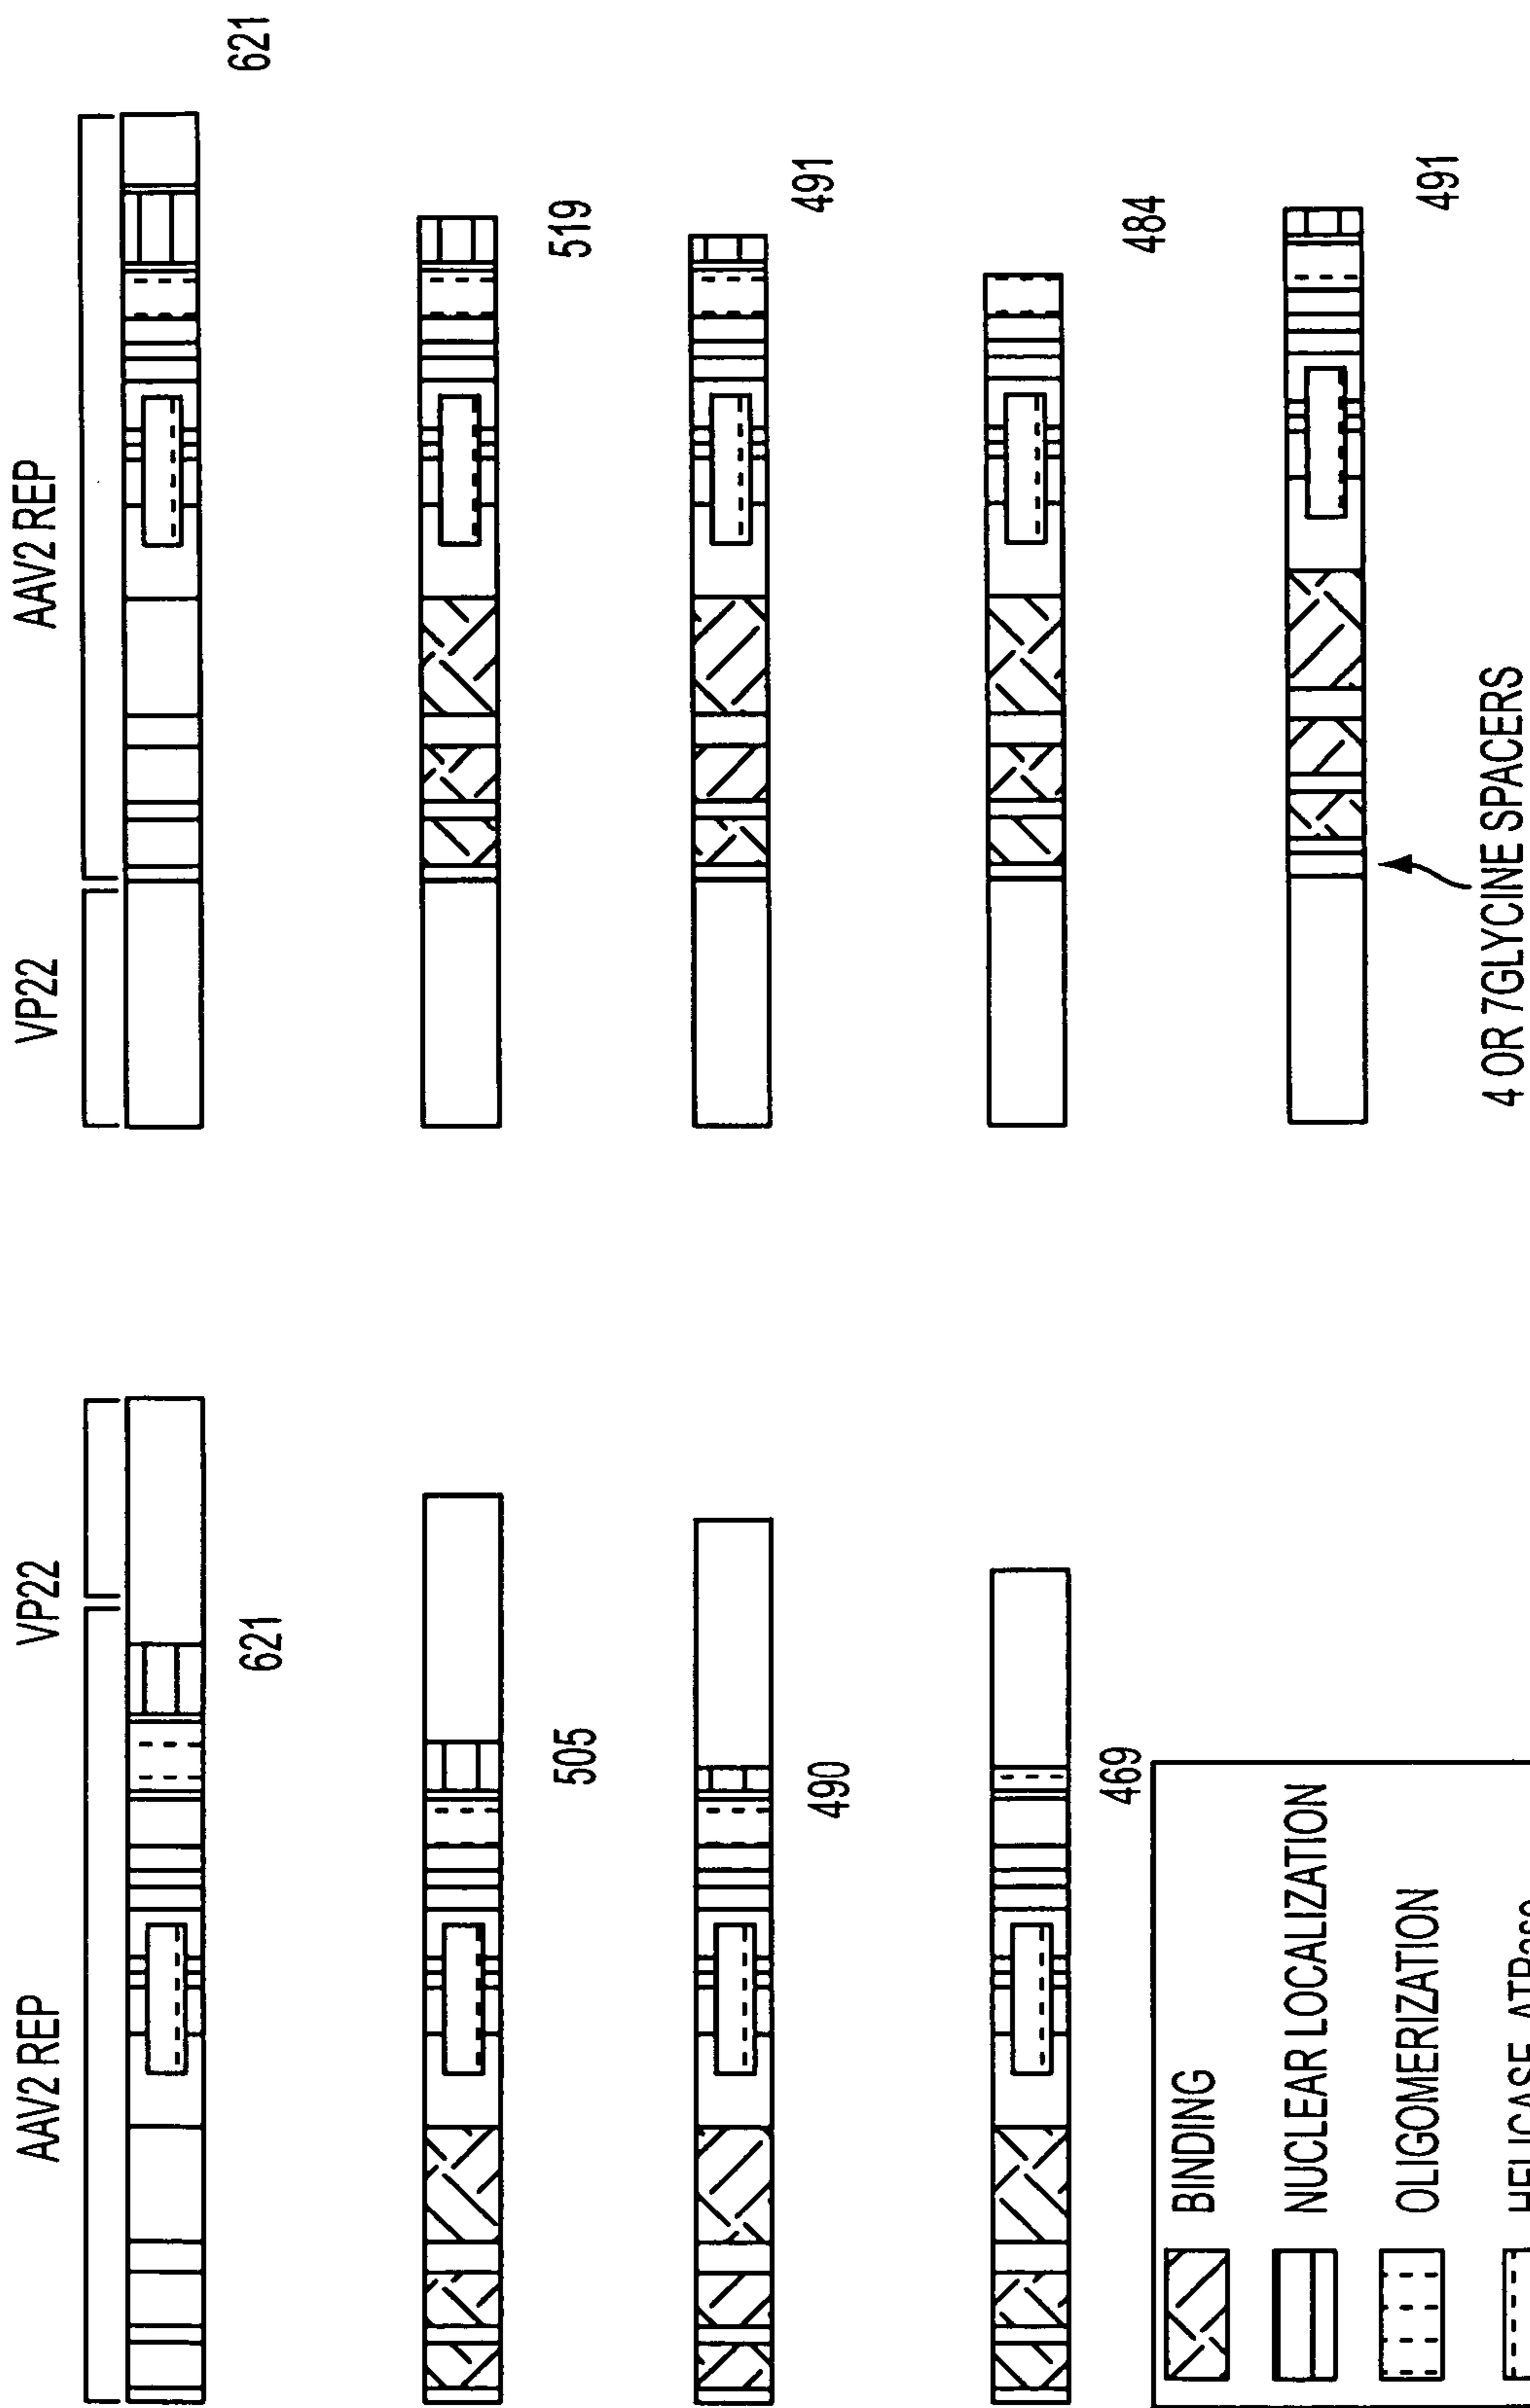 AAV2 REP
VP22
621
505
490
469
VP22
AAV2 REP
621
519
491
484
491
4 OR 7GLYCINE SPACERS
BINDING
NUCLEAR LOCALIZATION
OLIGOMERIZATION